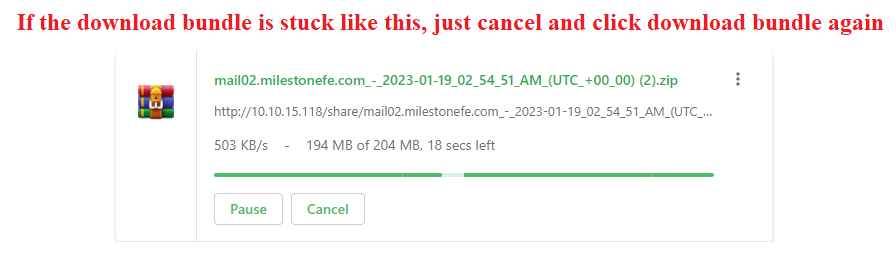 If the download bundle is stuck like this, just cancel and click download bundle again
mail02.milestonefe.com_-_2023-01-19_02_54_51_AM_(UTC_+00_00) (2).zip
http://10.10.15.118/share/mail02.milestonefe.com_-_2023-01-19_02_54_51_AM_(UTC_...
503 KB/s - 194 MB of 204 MB, 18 secs left
Pause Cancel